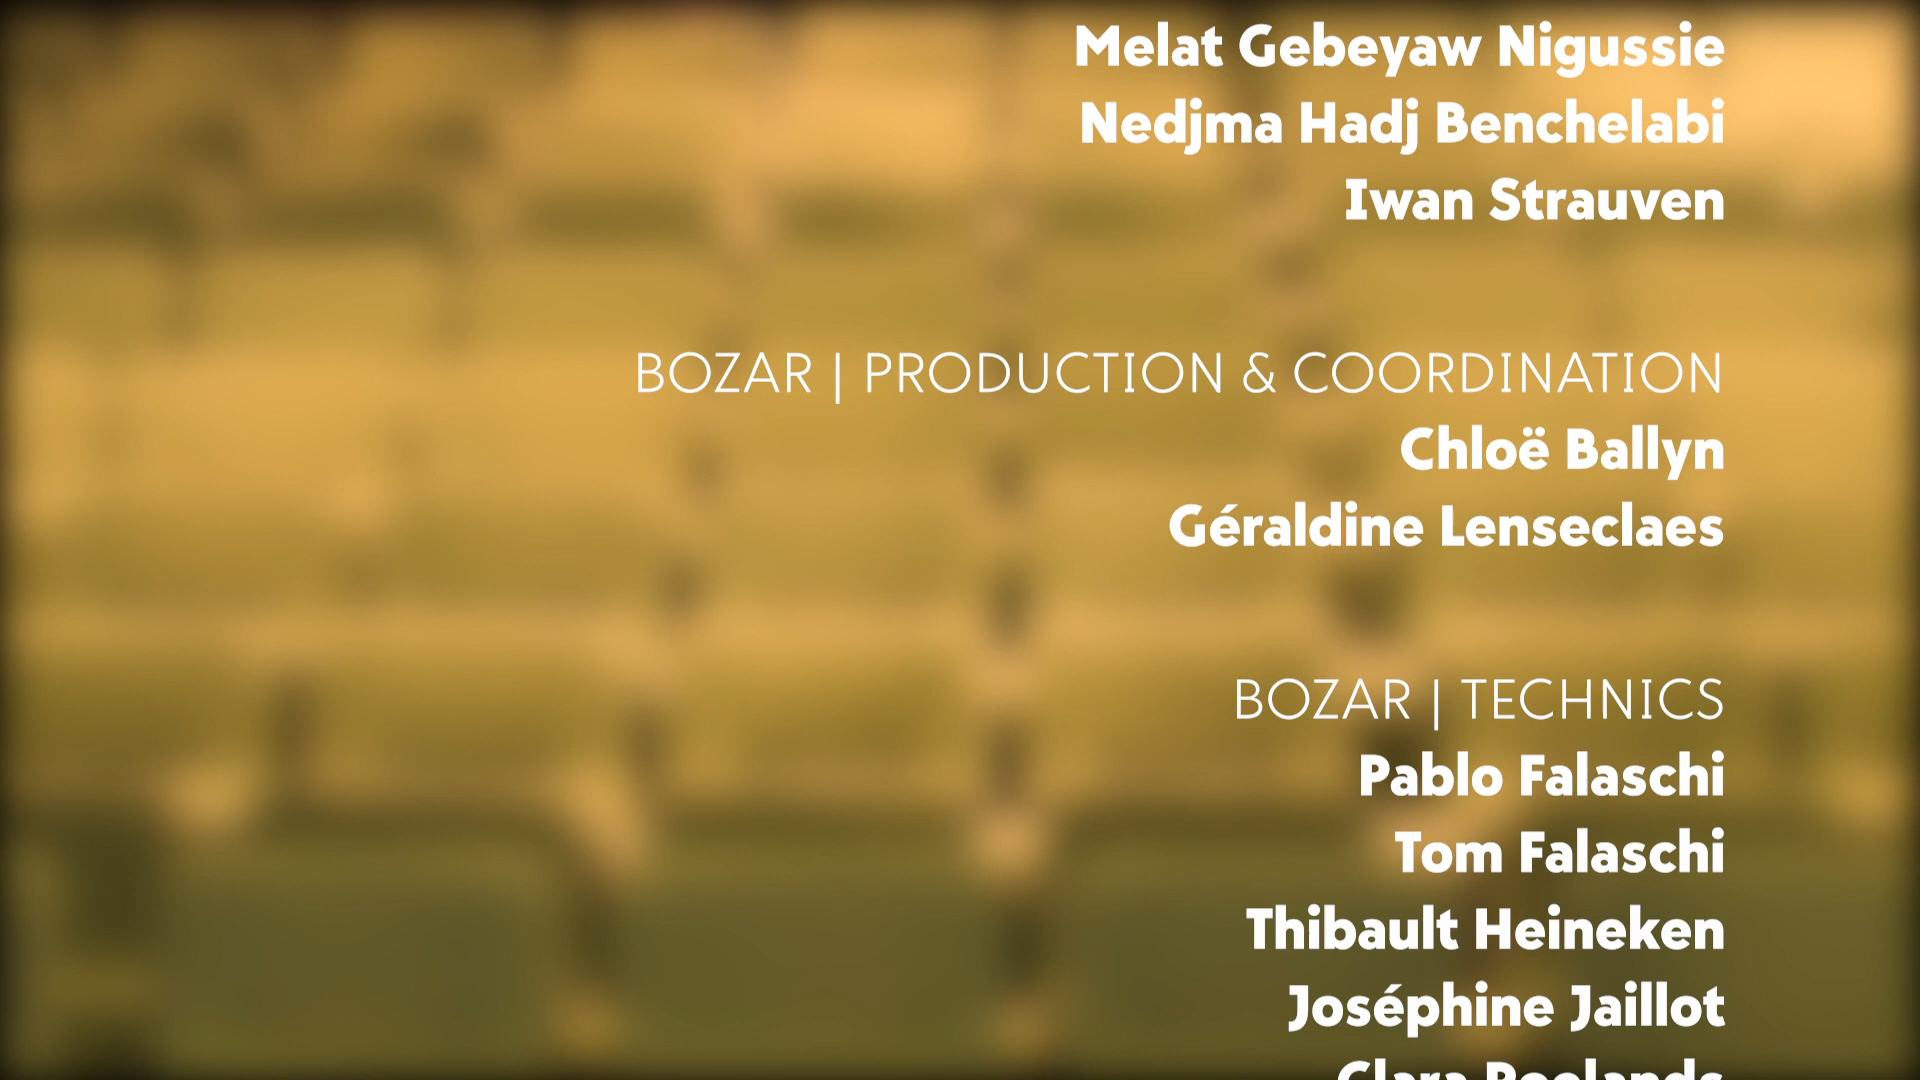 Melat Gebeyaw Nigussie
Nedjma Hadj Benchelabi
Iwan Strauven
BOZAR | PRODUCTION & COORDINATION
Chloë Ballyn
Géraldine Lenseclaes
BOZAR | TECHNICS
Pablo Falaschi
Tom Falaschi
Thibault Heineken
Joséphine Jaillot
Clara